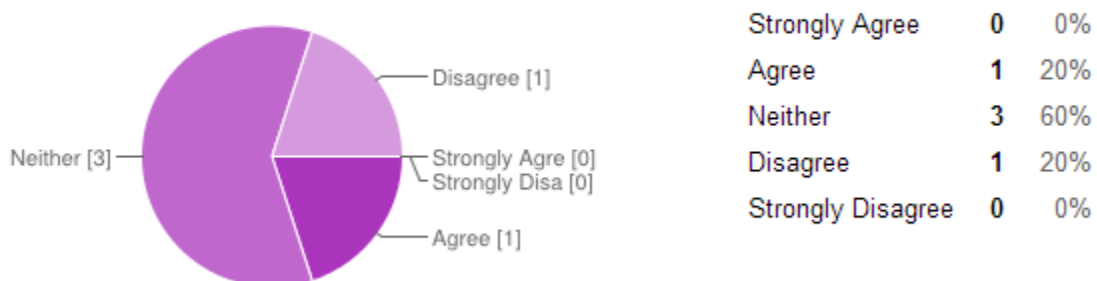 Neither [3]
Disagree [1]
Strongly Agre [0]
Strongly Disa [0]
Agree [1]
Strongly Agree 0 0%
Agree 1 20%
Neither 3 60%
Disagree 1 20%
Strongly Disagree 0 0%